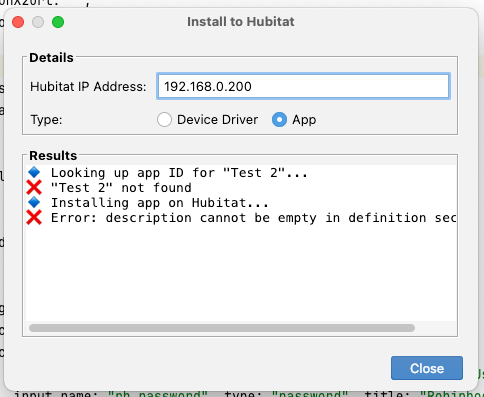 Install to Hubitat
Details
Hubitat IP Address: 192.168.0.200
Type: Device Driver App
Results
Looking up app ID for "Test 2"...
"Test 2" not found
Installing app on Hubitat...
Error: description cannot be empty in definition sec
Close
input name: "rh_password", type: "password", title: